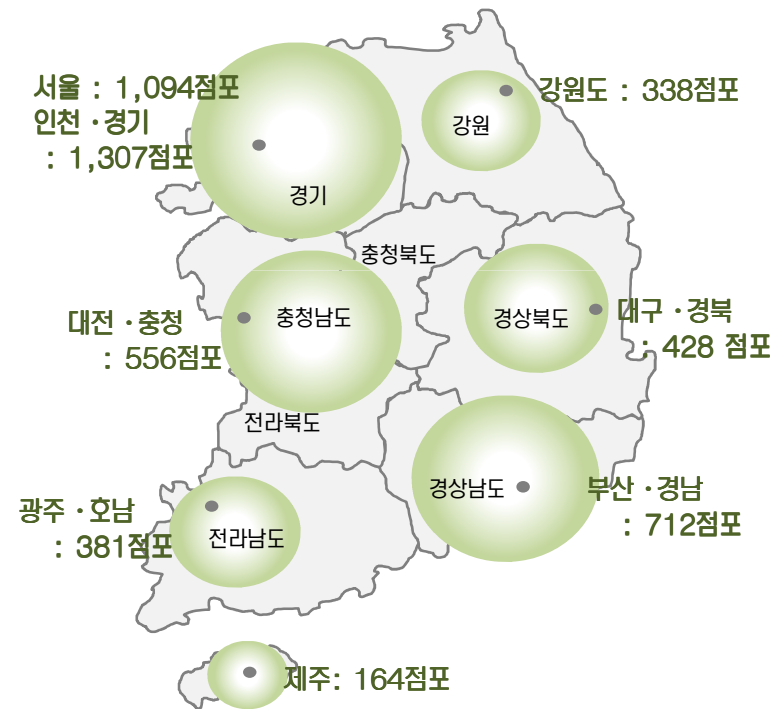 서울 : 1,094점포
인천 · 경기
: 1,307점포
강원도 : 338점포
강원
경기
충청북도
대전 · 충청
: 556점포
충청남도
경상북도
대구 · 경북
: 428 점포
전라북도
경상남도
부산 · 경남
: 712점포
광주 · 호남
: 381점포
전라남도
제주: 164점포